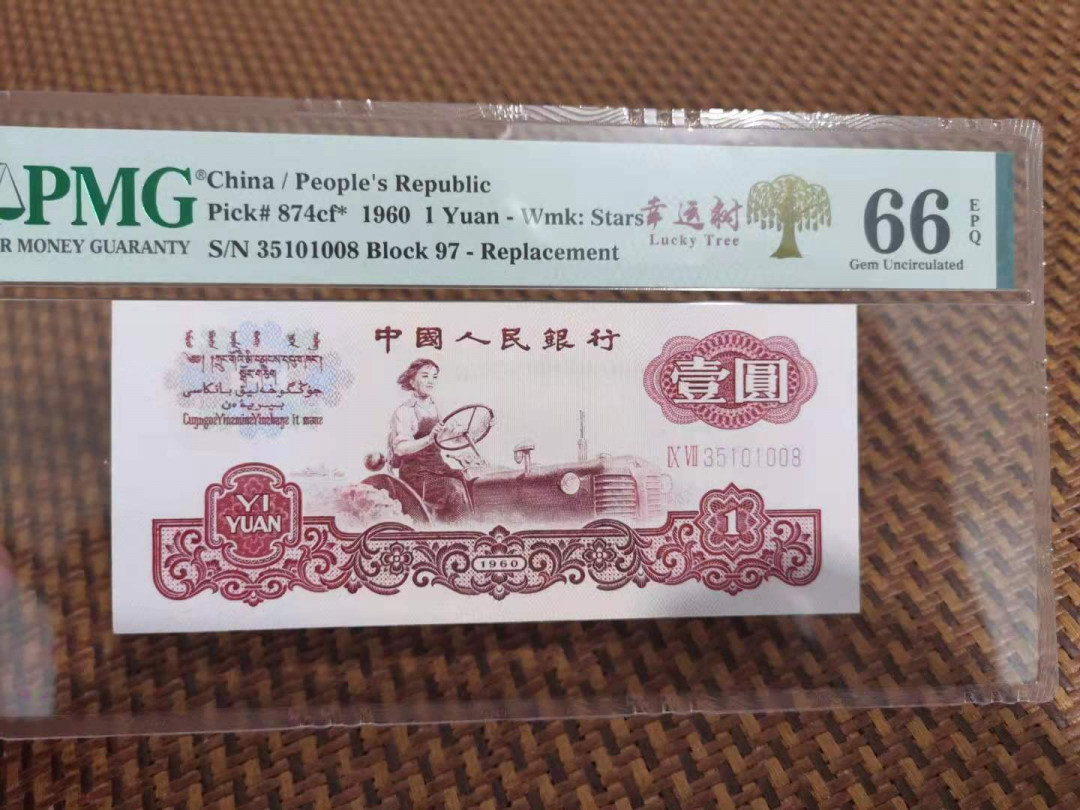 PMG®
R MONEY GUARANTY
China / People's Republic
Pick# 874cf* 1960 1 Yuan - Wmk: Stars
S/N 35101008 Block 97 - Replacement
幸运树
Lucky Tree
66
EPQ
Gem Uncirculated
中國人民銀行
壹圓
ⅨⅦ 35101008
YI
YUAN
1960
1